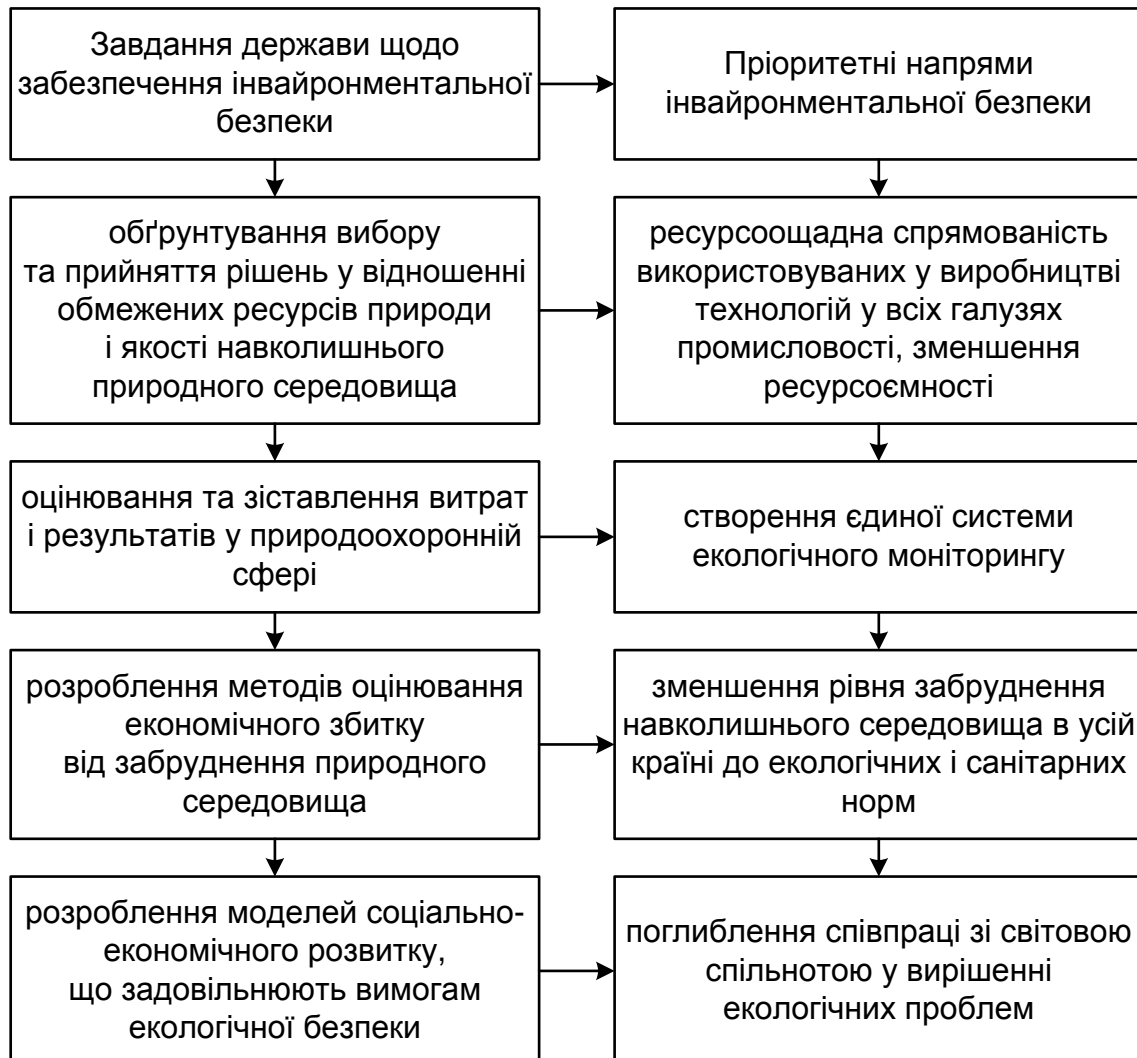 Завдання держави щодо
забезпечення інвайронментальної
безпеки
Пріоритетні напрями
інвайронментальної безпеки
обґрунтування вибору
та прийняття рішень у відношенні
обмежених ресурсів природи
і якості навколишнього
природного середовища
ресурсоощадна спрямованість
використовуваних у виробництві
технологій у всіх галузях
промисловості, зменшення
ресурсоємності
оцінювання та зіставлення витрат
і результатів у природоохоронній
сфері
створення єдиної системи
екологічного моніторингу
розроблення методів оцінювання
економічного збитку
від забруднення природного
середовища
зменшення рівня забруднення
навколишнього середовища в усій
країні до екологічних і санітарних
норм
розроблення моделей соціально-
економічного розвитку,
що задовільнюють вимогам
екологічної безпеки
поглиблення співпраці зі світовою
спільнотою у вирішенні
екологічних проблем